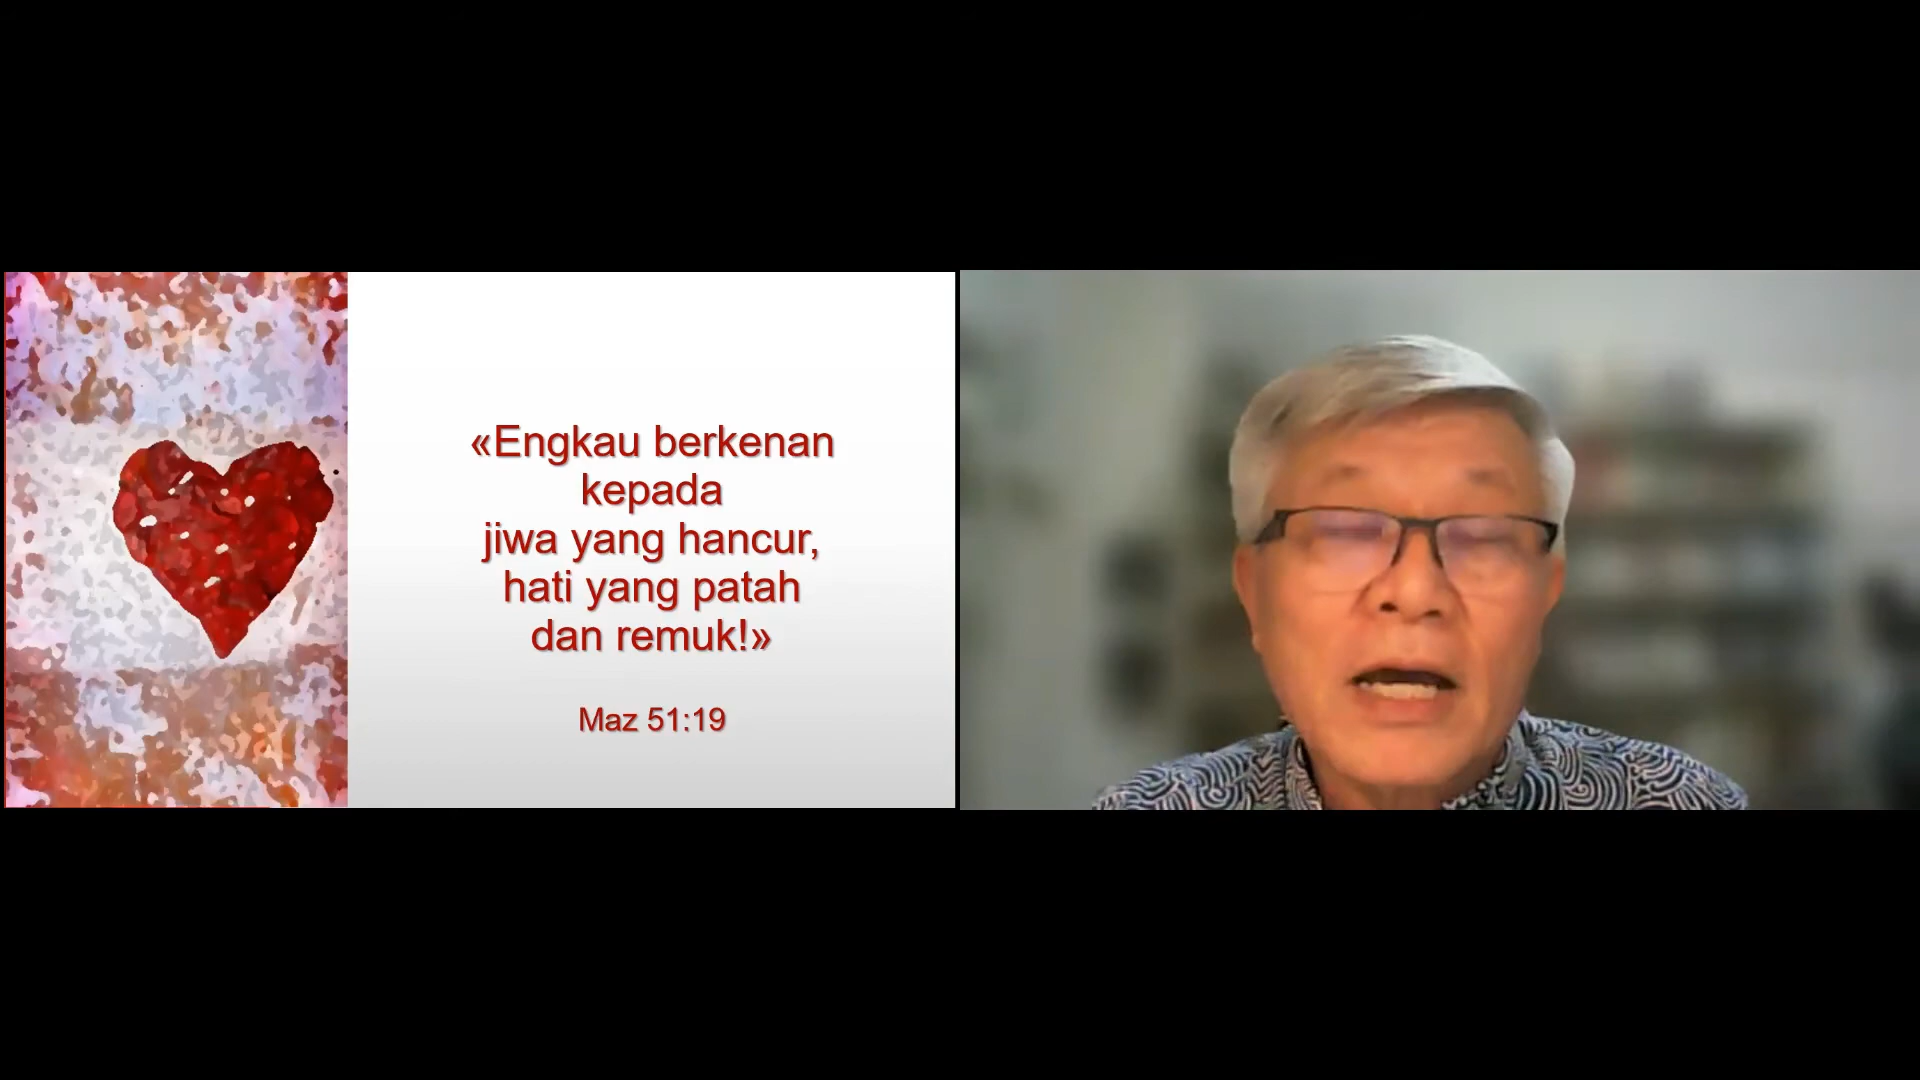 «Engkau berkenan
kepada
jiwa yang hancur,
hati yang patah
dan remuk!»
Maz 51:19